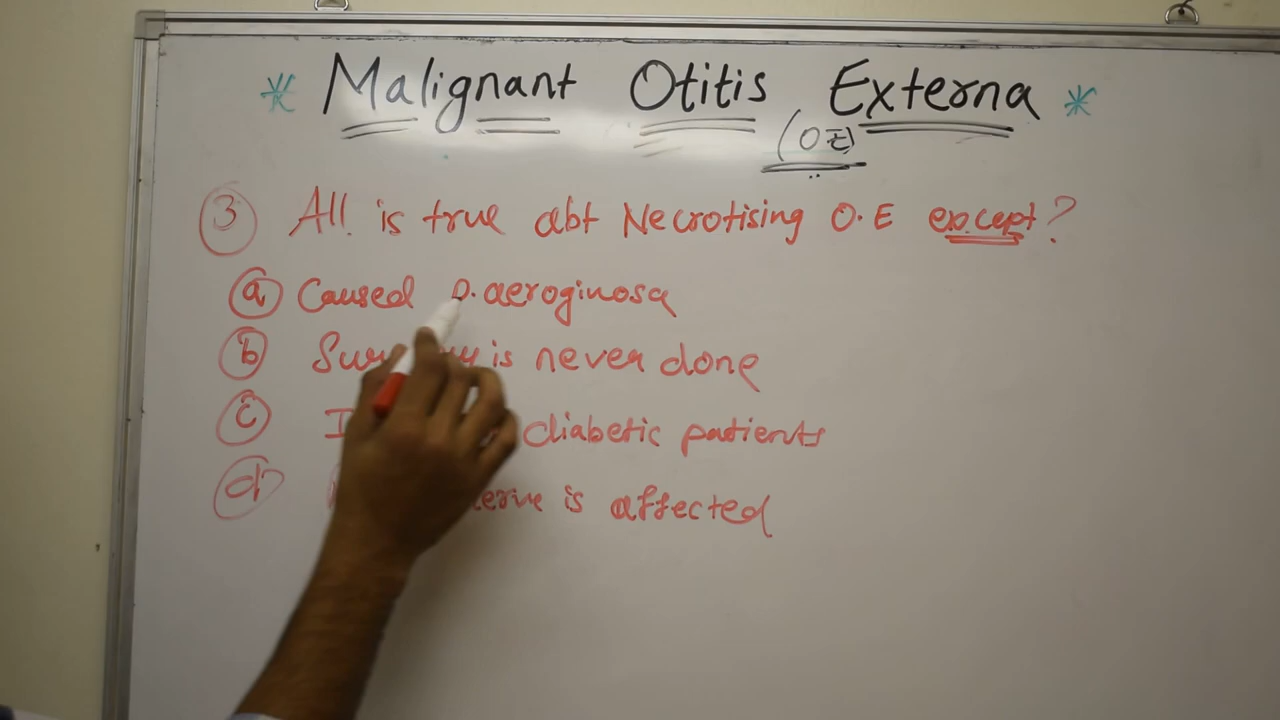 * Malignant Otitis Externa *
(OE)
3 All is true abt Necrotising O.E except?
a Caused P.aeroginosa
b is never done
c diabetic patients
d is affected